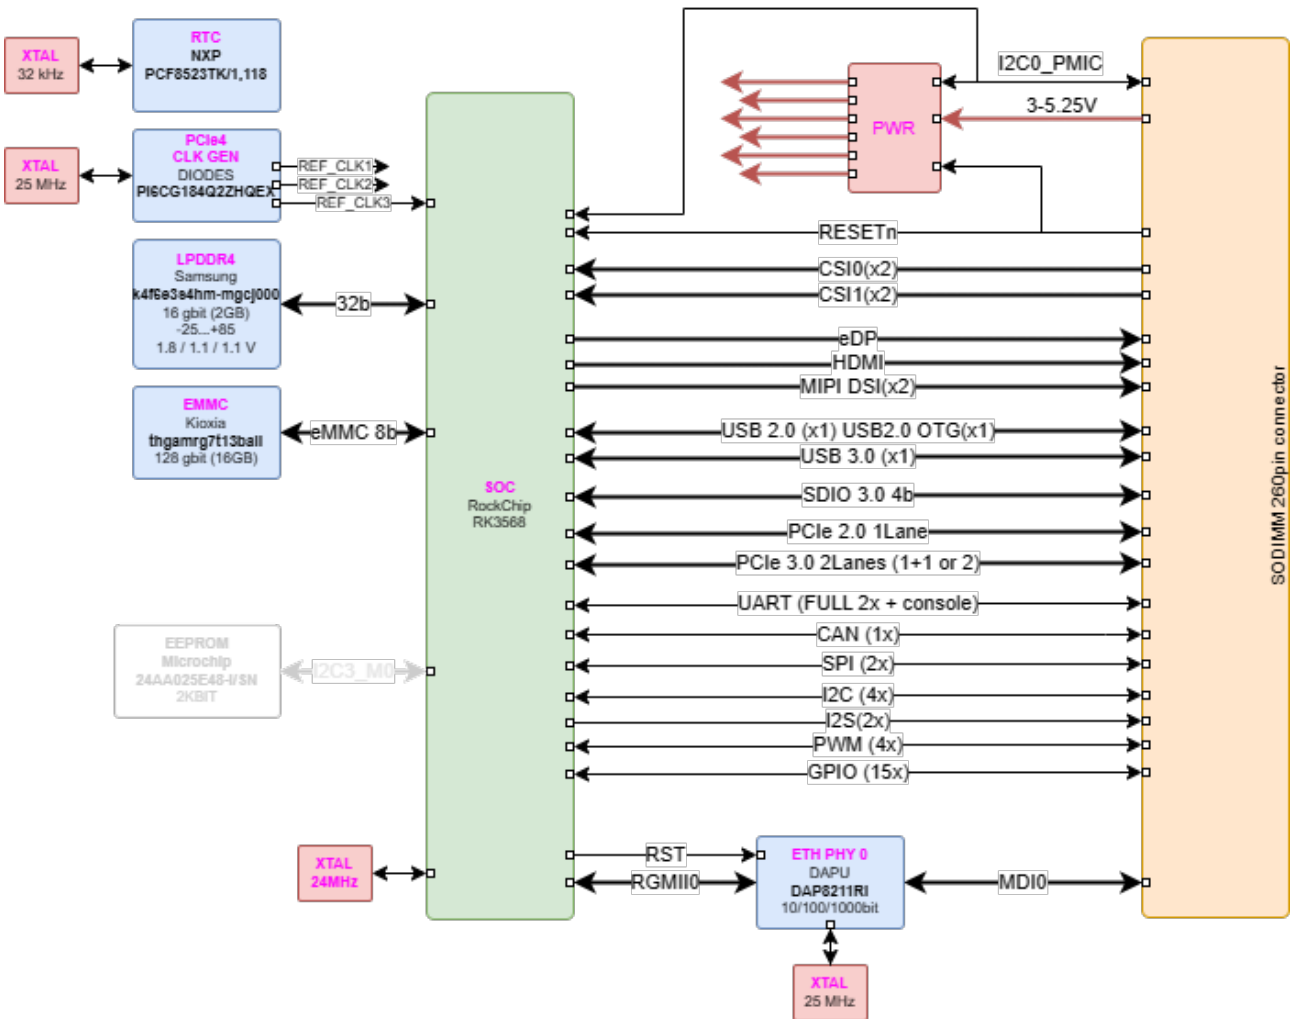 RTC
NXP
PCF8523TK/1,118
XTAL
32 kHz
PCIe4
CLK GEN
DIODES
PI6CG184Q2ZHQEX
XTAL
25 MHz
REF_CLK1
REF_CLK2
REF_CLK3
LPDDR4
Samsung
k4f6e3s4hm-mgcj000
16 gbit (2GB)
-25...+85
1.8 / 1.1 / 1.1 V
32b
EMMC
Kioxia
thgamrg7t13bail
128 gbit (16GB)
eMMC 8b
EEPROM
Microchip
24AA025E48-I/SN
2KBIT
I2C3_M0
XTAL
24MHz
SOC
RockChip
RK3568
PWR
I2C0_PMIC
3-5.25V
RESETn
CSI0(x2)
CSI1(x2)
eDP
HDMI
MIPI DSI(x2)
USB 2.0 (x1) USB2.0 OTG(x1)
USB 3.0 (x1)
SDIO 3.0 4b
PCIe 2.0 1Lane
PCIe 3.0 2Lanes (1+1 or 2)
UART (FULL 2x + console)
CAN (1x)
SPI (2x)
I2C (4x)
I2S(2x)
PWM (4x)
GPIO (15x)
RST
RGMII0
ETH PHY 0
DAPU
DAP8211RI
10/100/1000bit
MDI0
XTAL
25 MHz
SODIMM 260pin connector